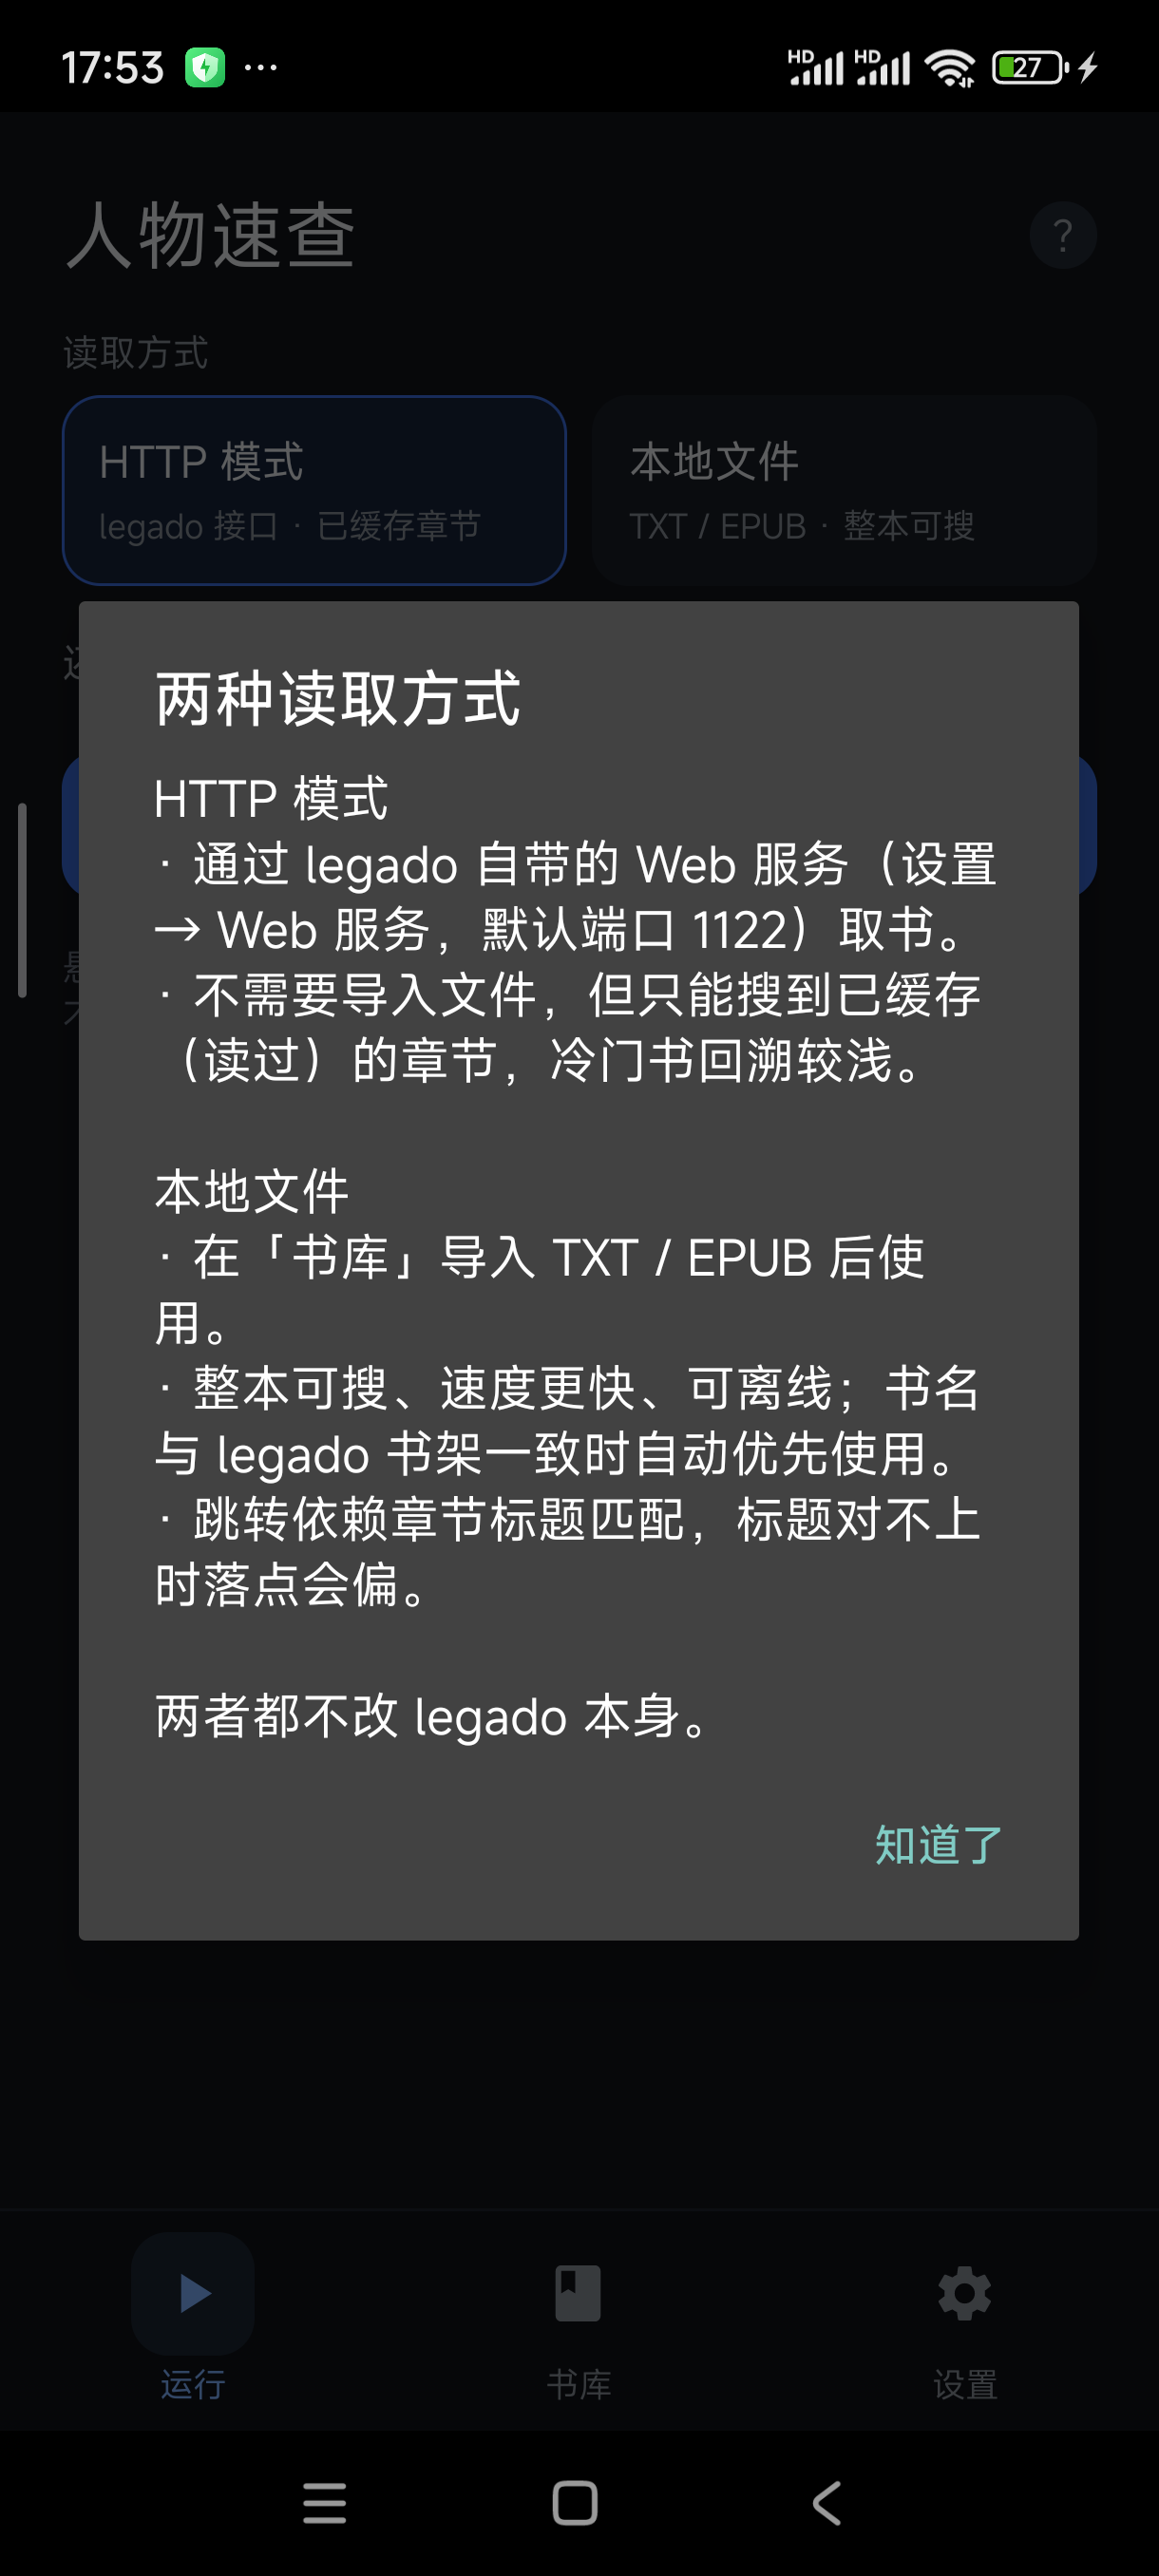 17:53
HD HD 27
人物速查
?
读取方式
HTTP 模式
legado 接口 · 已缓存章节
本地文件
TXT / EPUB · 整本可搜
两种读取方式
HTTP 模式
· 通过 legado 自带的 Web 服务（设置
→ Web 服务，默认端口 1122）取书。
· 不需要导入文件，但只能搜到已缓存
（读过）的章节，冷门书回溯较浅。
本地文件
· 在「书库」导入 TXT / EPUB 后使
用。
· 整本可搜、速度更快、可离线；书名
与 legado 书架一致时自动优先使用。
· 跳转依赖章节标题匹配，标题对不上
时落点会偏。
两者都不改 legado 本身。
知道了
运行
书库
设置